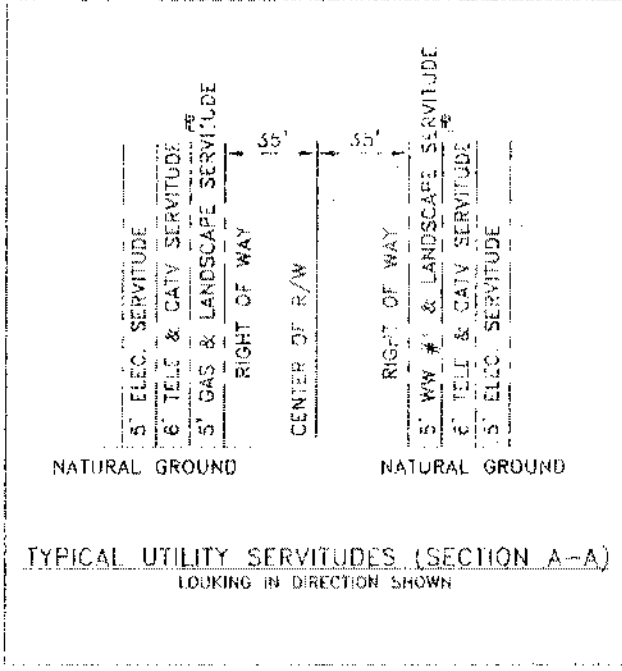 5' ELEC. SERVITUDE
6' TELE & CATV SERVITUDE
5' GAS & LANDSCAPE SERVITUDE
RIGHT OF WAY
35'
CENTER OF R/W
35'
RIGHT OF WAY
5' WW # & LANDSCAPE SERVITUDE
6' TELE & CATV SERVITUDE
5' ELEC. SERVITUDE
NATURAL GROUND
NATURAL GROUND
TYPICAL UTILITY SERVITUDES (SECTION A-A)
LOOKING IN DIRECTION SHOWN